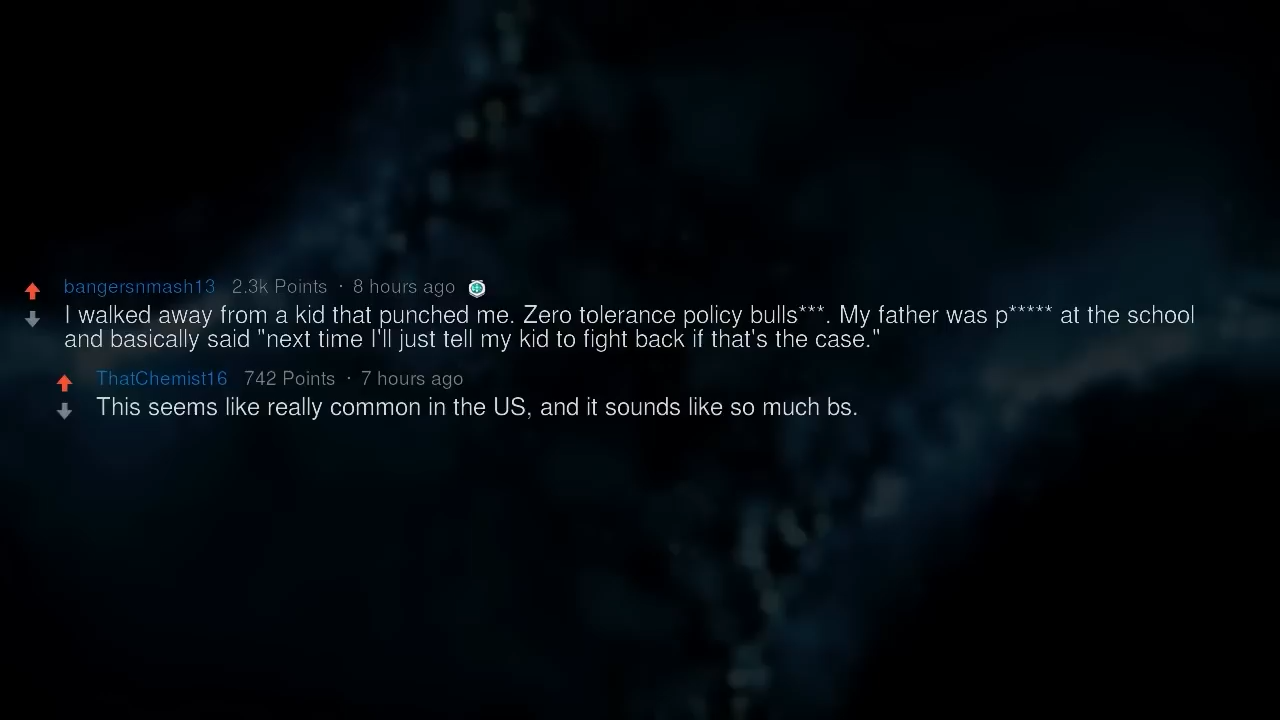 bangersnmash13 2.3k Points · 8 hours ago
I walked away from a kid that punched me. Zero tolerance policy bulls***. My father was p***** at the school
and basically said "next time I'll just tell my kid to fight back if that's the case."
ThatChemist16 742 Points · 7 hours ago
This seems like really common in the US, and it sounds like so much bs.